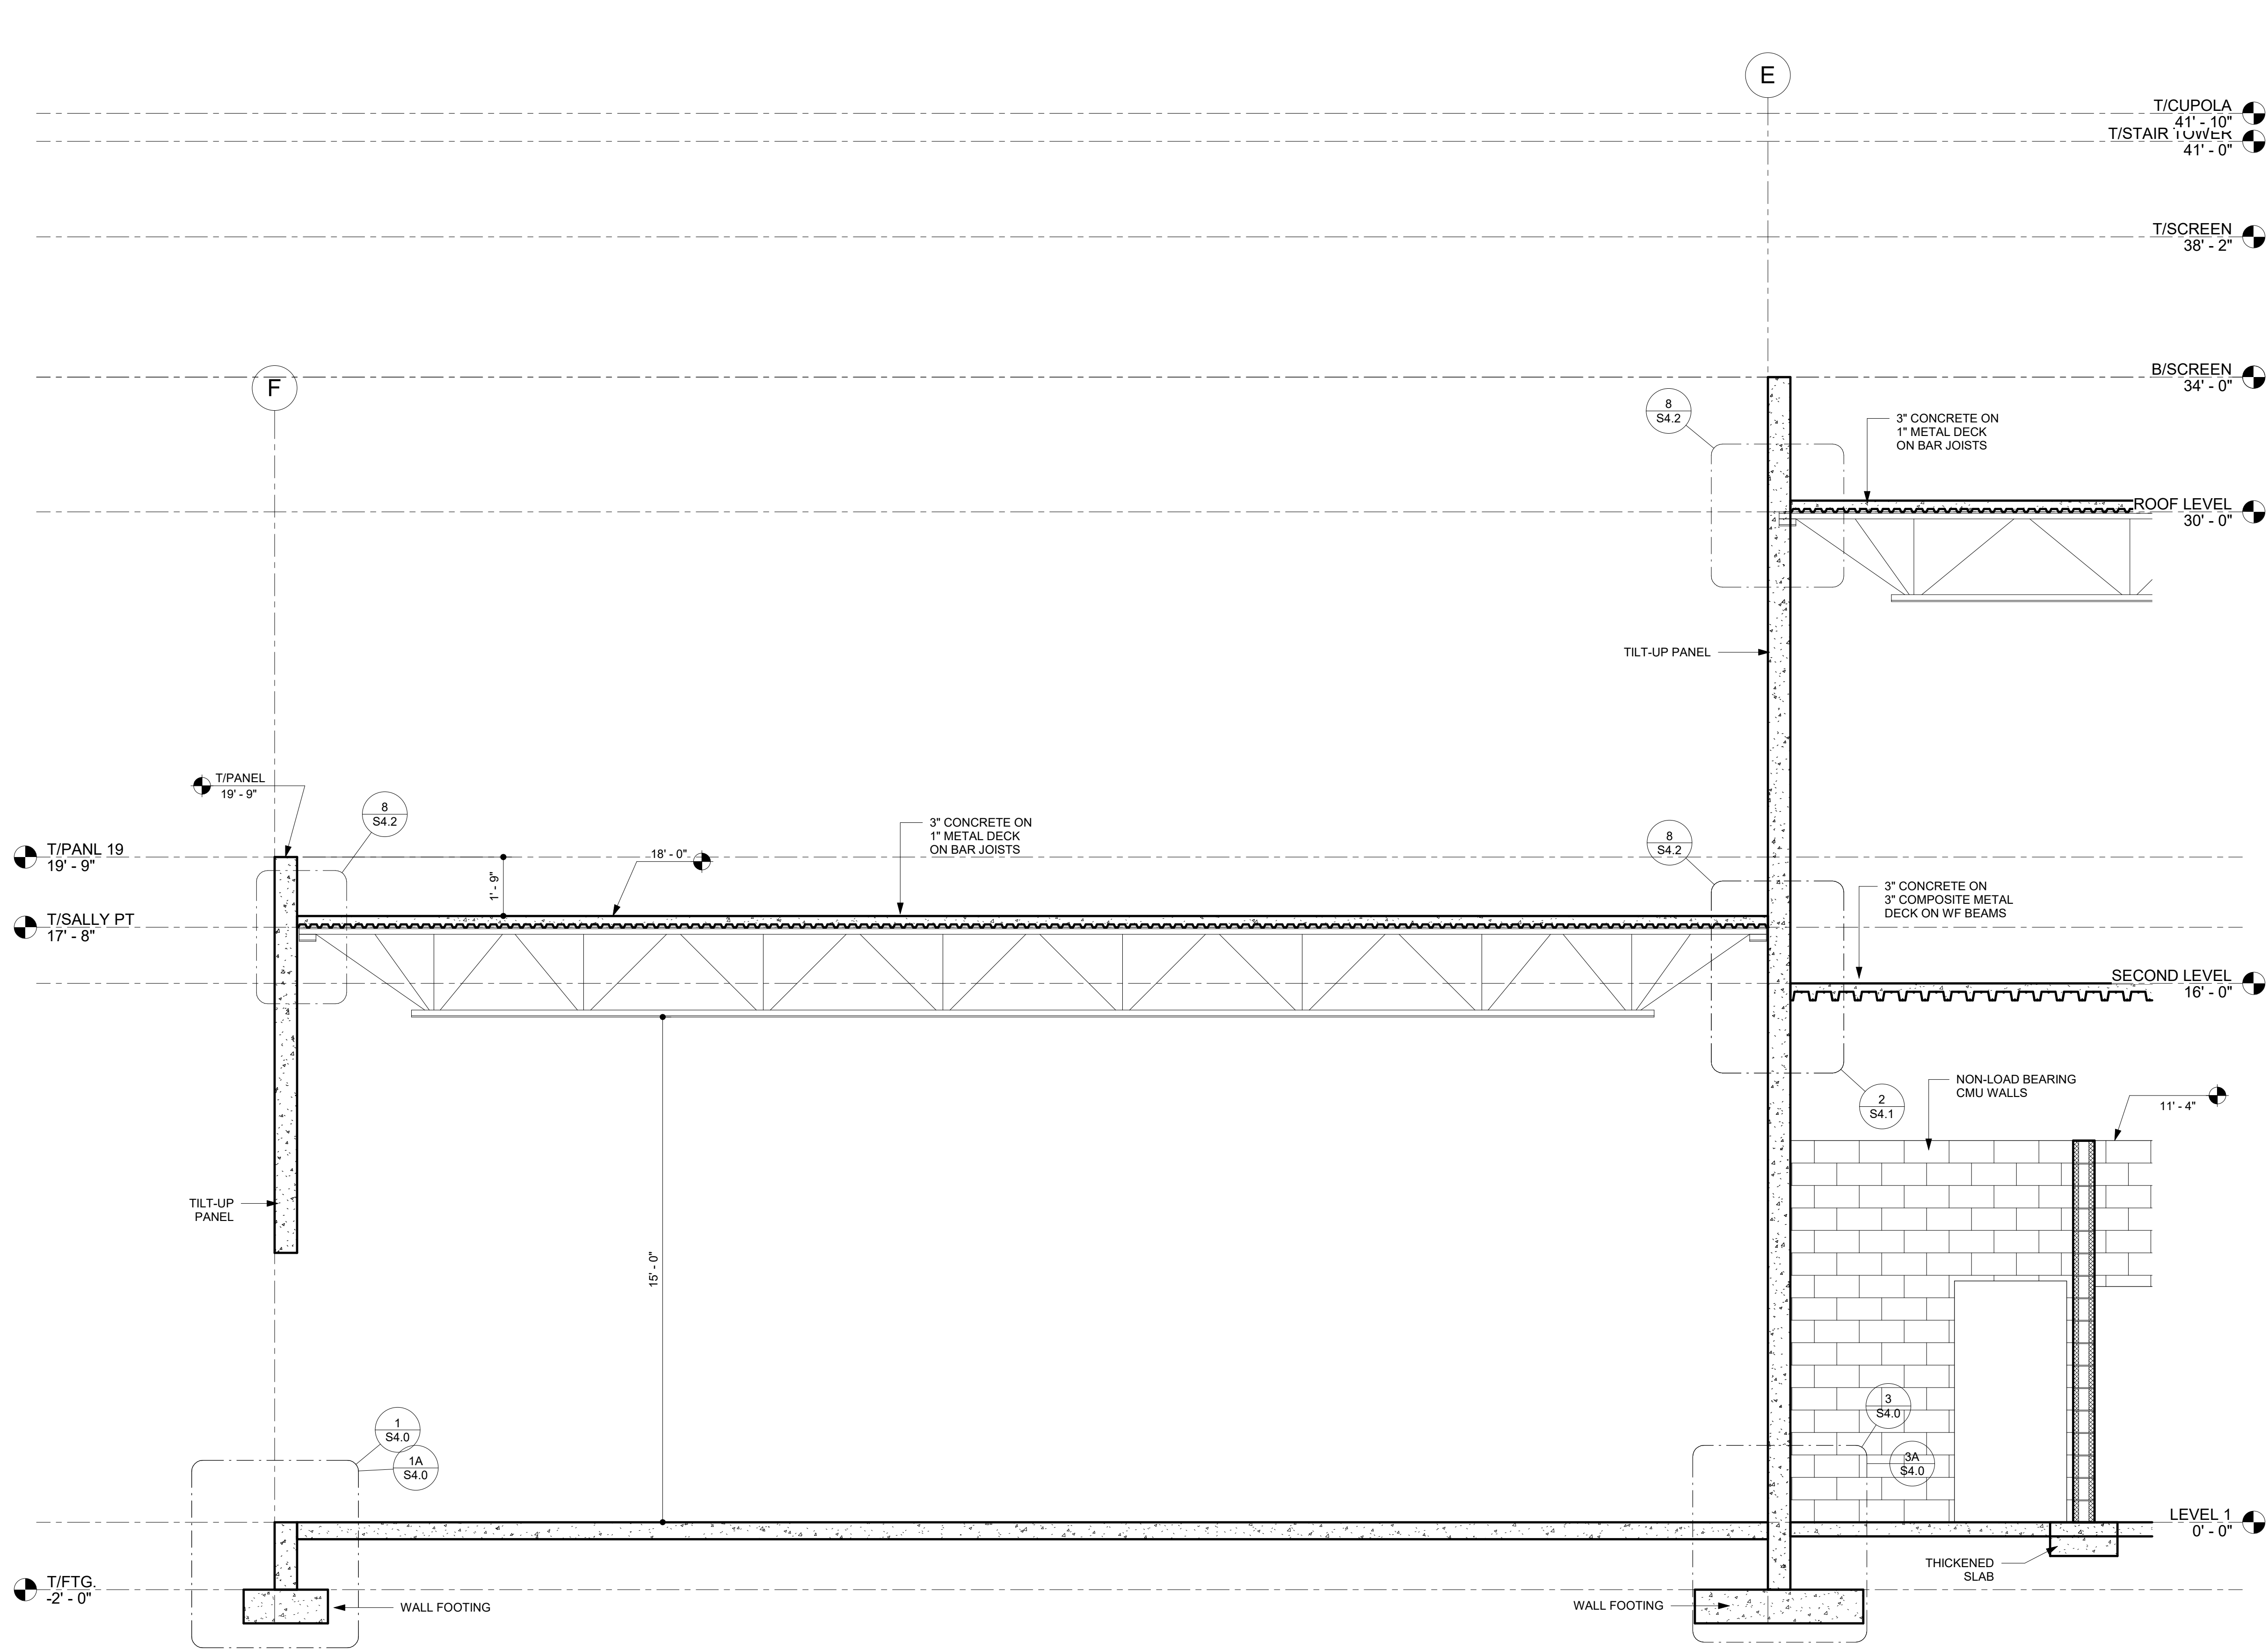 E
T/CUPOLA
41' - 10"
T/STAIR TOWER
41' - 0"
T/SCREEN
38' - 2"
B/SCREEN
34' - 0"
F
8
S4.2
3" CONCRETE ON
1" METAL DECK
ON BAR JOISTS
ROOF LEVEL
30' - 0"
TILT-UP PANEL
T/PANEL
19' - 9"
8
S4.2
T/PANL 19
19' - 9"
1' - 9"
18' - 0"
3" CONCRETE ON
1" METAL DECK
ON BAR JOISTS
8
S4.2
3" CONCRETE ON
3" COMPOSITE METAL
DECK ON WF BEAMS
T/SALLY PT
17' - 8"
SECOND LEVEL
16' - 0"
NON-LOAD BEARING
CMU WALLS
2
S4.1
11' - 4"
TILT-UP
PANEL
15' - 0"
1
S4.0
1A
S4.0
3
S4.0
3A
S4.0
LEVEL 1
0' - 0"
THICKENED
SLAB
T/FTG.
-2' - 0"
WALL FOOTING
WALL FOOTING